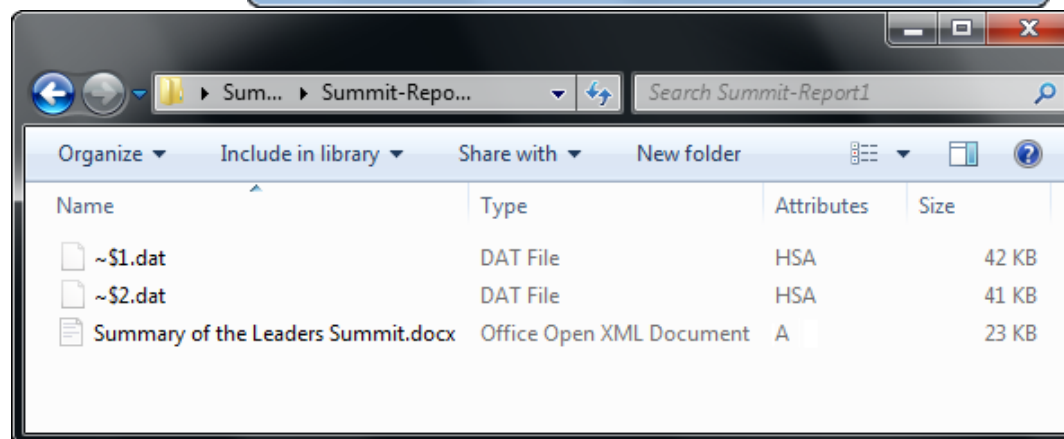 Sum... Summit-Repo... Search Summit-Report1
Organize Include in library Share with New folder
Name Type Attributes Size
~$1.dat DAT File HSA 42 KB
~$2.dat DAT File HSA 41 KB
Summary of the Leaders Summit.docx Office Open XML Document A 23 KB